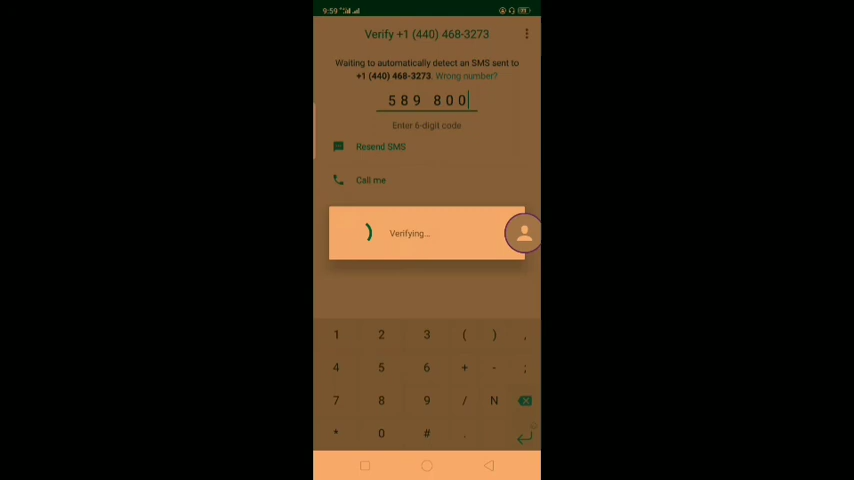 9:59
Verify +1 (440) 468-3273
Waiting to automatically detect an SMS sent to
+1 (440) 468-3273. Wrong number?
589 800
Enter 6-digit code
Resend SMS
Call me
Verifying...
1 2 3 ( ) ,
4 5 6 + - ;
7 8 9 / N
* 0 # .